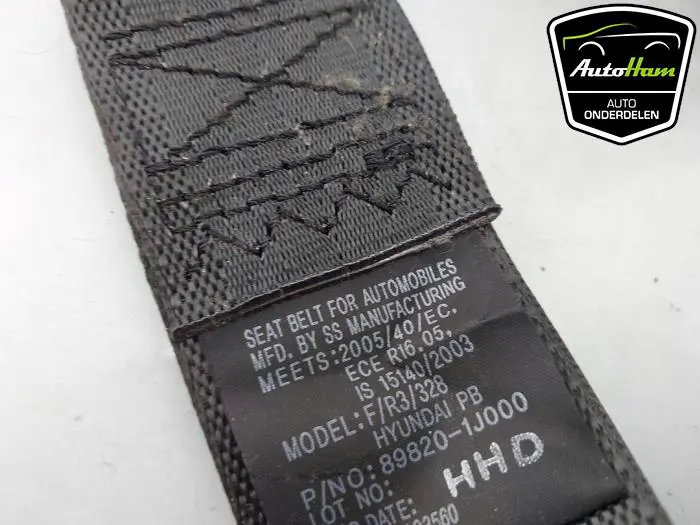 AutoHam
AUTO
ONDERDELEN
SEAT BELT FOR AUTOMOBILES
MFD. BY SS MANUFACTURING
MEETS:2005/40/EC.
ECE R16.05.
IS 15140/2003
MODEL:F/R3/328
HYUNDAI PB
P/NO:89820-1J000
LOT NO: HHD
DATE: